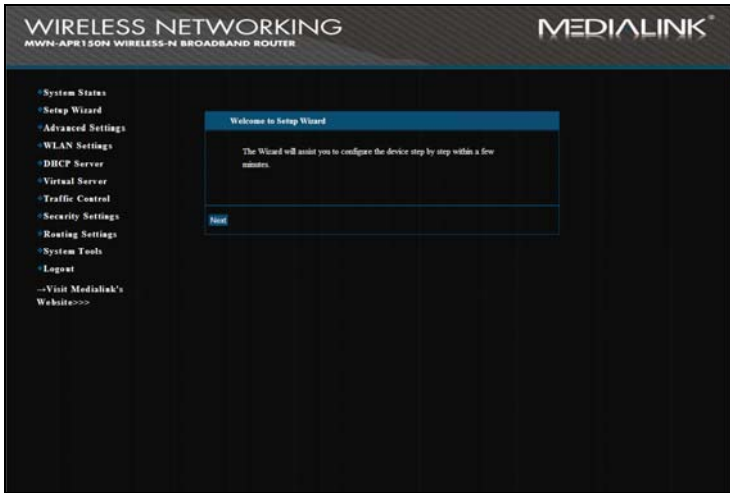 WIRELESS NETWORKING
MWN-APR150N WIRELESS-N BROADBAND ROUTER
MEDIALINK®
System Status
Setup Wizard
Advanced Settings
WLAN Settings
DHCP Server
Virtual Server
Traffic Control
Security Settings
Routing Settings
System Tools
Logout
→Visit Medialink's
Website>>>
Welcome to Setup Wizard
The Wizard will assist you to configure the device step by step within a few
minutes.
Next